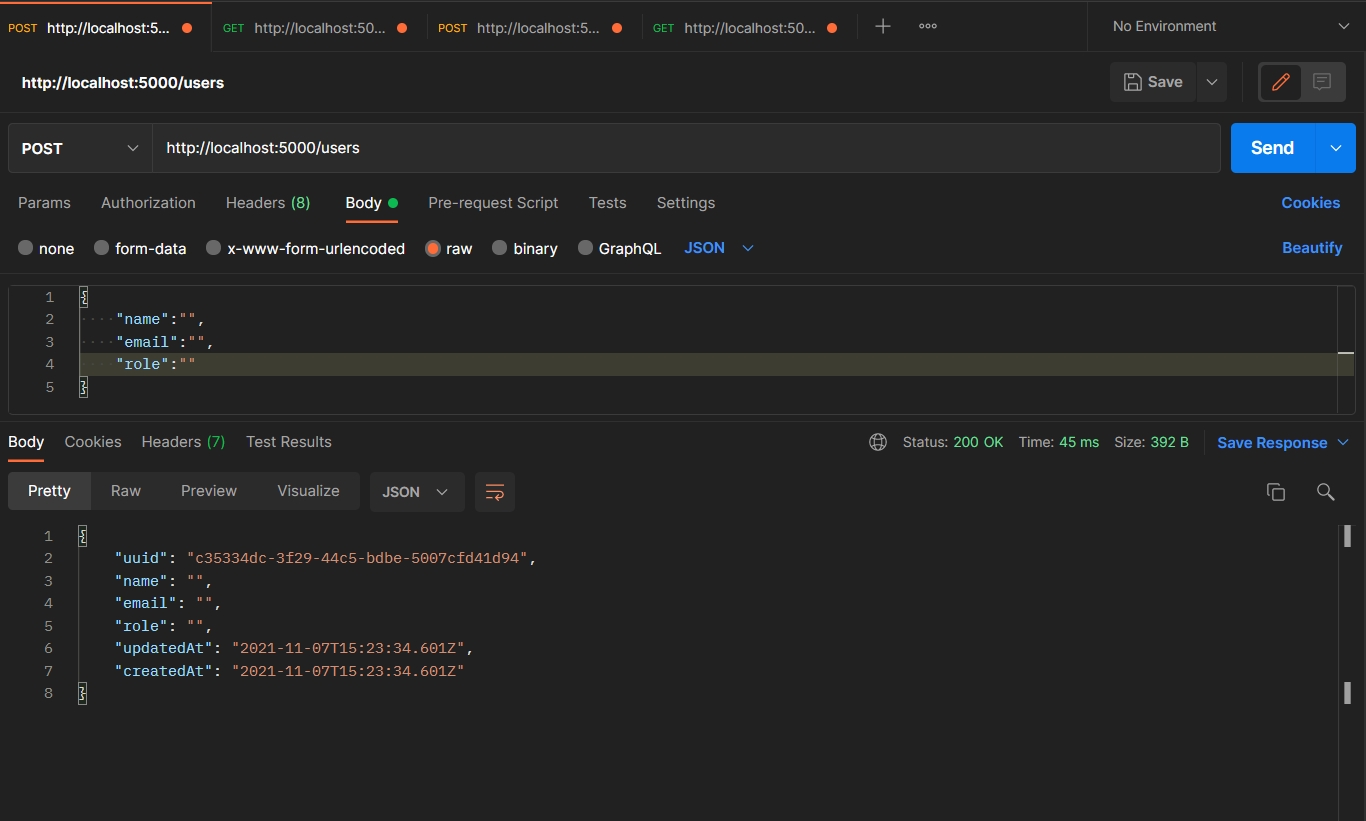 POST http://localhost:5... GET http://localhost:50... POST http://localhost:5... GET http://localhost:50... No Environment
http://localhost:5000/users Save
POST http://localhost:5000/users Send
Params Authorization Headers (8) Body Pre-request Script Tests Settings Cookies
none form-data x-www-form-urlencoded raw binary GraphQL JSON Beautify
1 {
2 ····"name":"",
3 ····"email":"",
4 ····"role":""
5 }
Body Cookies Headers (7) Test Results Status: 200 OK Time: 45 ms Size: 392 B Save Response
Pretty Raw Preview Visualize JSON
1 {
2 "uuid": "c35334dc-3f29-44c5-bdbe-5007cfd41d94",
3 "name": "",
4 "email": "",
5 "role": "",
6 "updatedAt": "2021-11-07T15:23:34.601Z",
7 "createdAt": "2021-11-07T15:23:34.601Z"
8 }